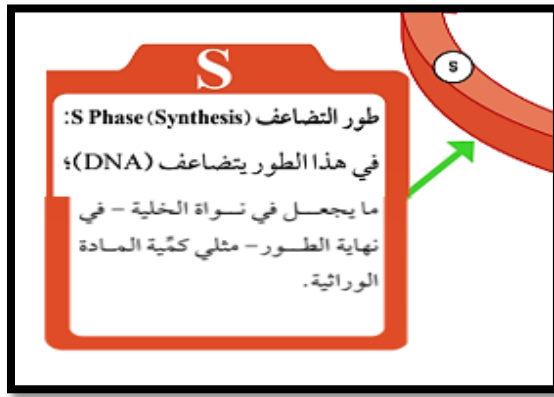 S
S
طور التضاعف S Phase (Synthesis):
في هذا الطور يتضاعف (DNA)؛
ما يجعل في نواة الخلية – في
نهاية الطور – مثلي كمِّية المادة
الوراثية.